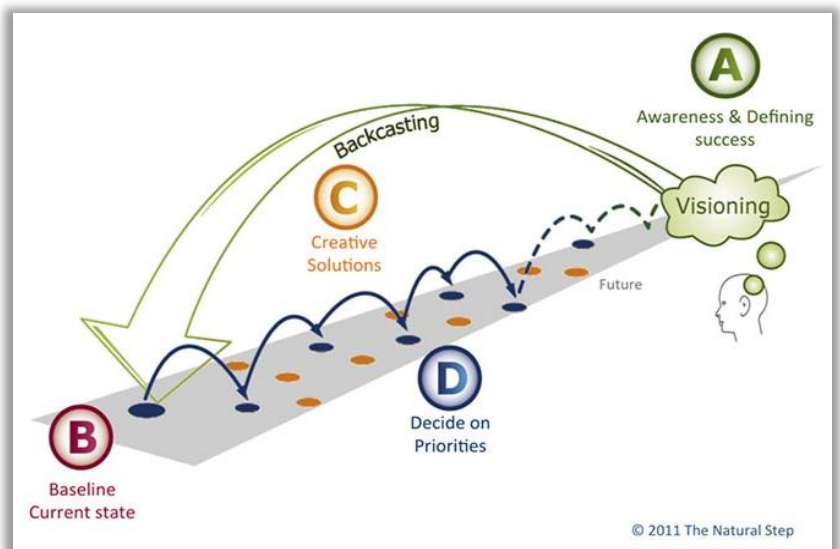 A
Awareness & Defining
success
Backcasting
Visioning
C
Creative
Solutions
Future
D
Decide on
Priorities
B
Baseline
Current state
© 2011 The Natural Step